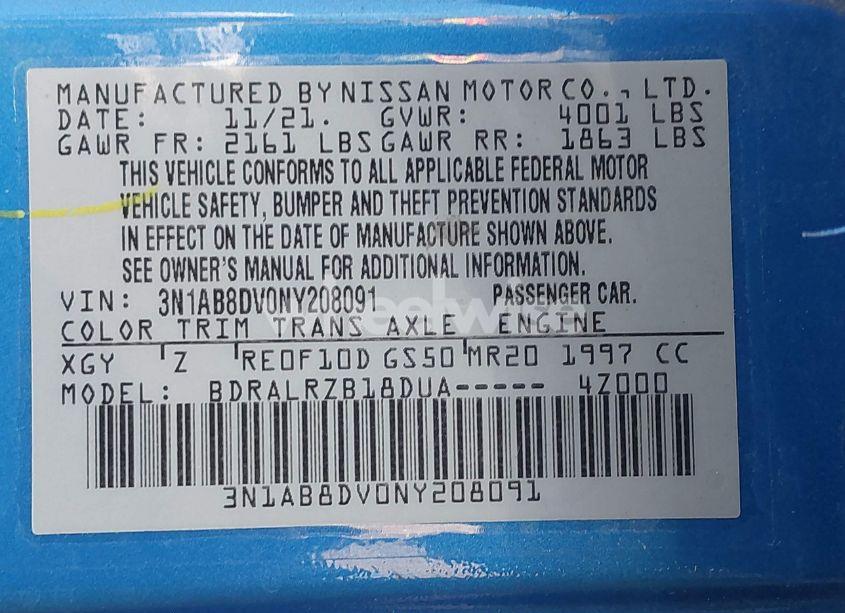 MANUFACTURED BY NISSAN MOTOR CO., LTD.
DATE: 11/21. GVWR: 4001 LBS
GAWR FR: 2161 LBS GAWR RR: 1863 LBS
THIS VEHICLE CONFORMS TO ALL APPLICABLE FEDERAL MOTOR
VEHICLE SAFETY, BUMPER AND THEFT PREVENTION STANDARDS
IN EFFECT ON THE DATE OF MANUFACTURE SHOWN ABOVE.
SEE OWNER'S MANUAL FOR ADDITIONAL INFORMATION.
VIN: 3N1AB8DV0NY208091 PASSENGER CAR.
COLOR TRIM TRANS AXLE ENGINE
XGY Z RE0F10D GS50 MR20 1997 CC
MODEL: BDRALRZB18DUA----- 4Z000
3N1AB8DV0NY208091